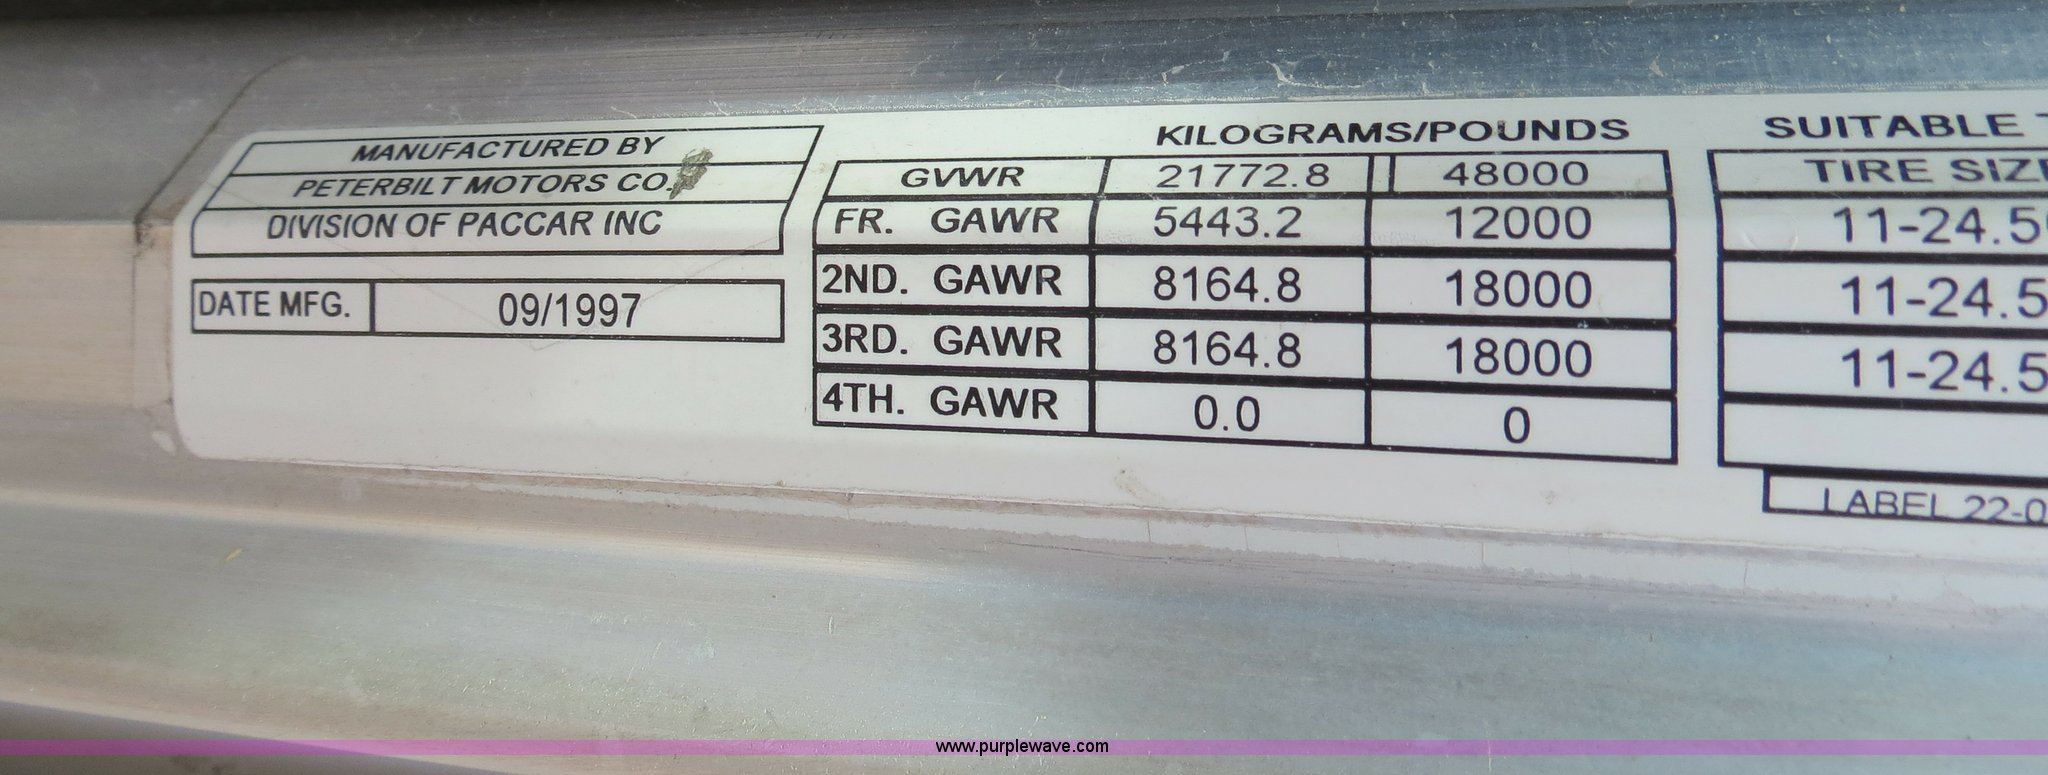 MANUFACTURED BY
PETERBILT MOTORS CO.
DIVISION OF PACCAR INC
DATE MFG. 09/1997
KILOGRAMS/POUNDS
GVWR 21772.8 48000
FR. GAWR 5443.2 12000
2ND. GAWR 8164.8 18000
3RD. GAWR 8164.8 18000
4TH. GAWR 0.0 0
SUITABLE
TIRE
11-24.5
11-24.5
11-24.5
LABEL 22-0
www.purplewave.com